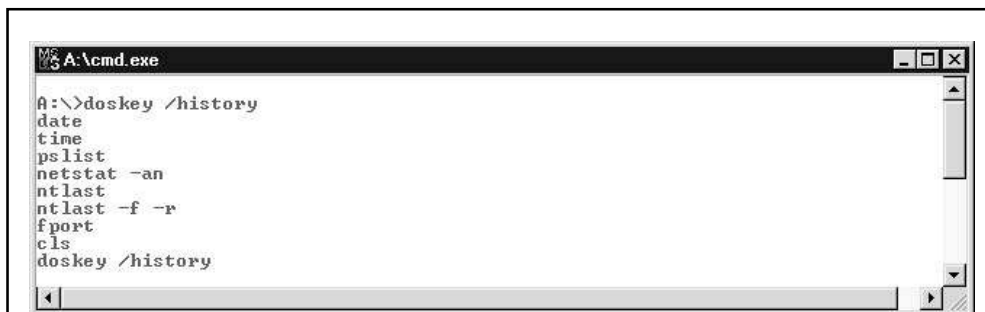 A:\cmd.exe
A:\>doskey /history
date
time
pslist
netstat -an
ntlast
ntlast -f -r
fport
cls
doskey /history